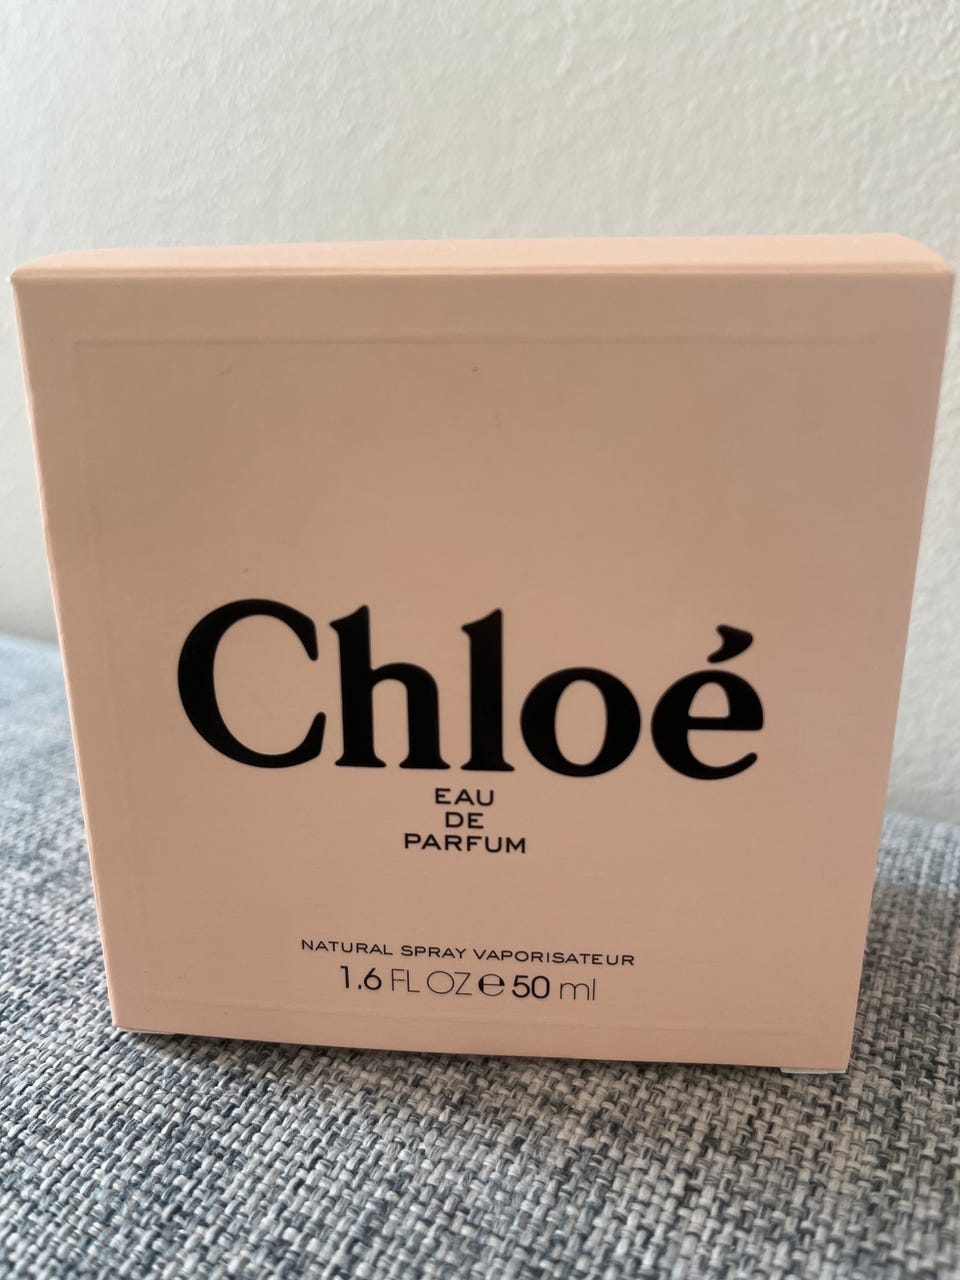 Chloé
EAU
DE
PARFUM
NATURAL SPRAY VAPORISATEUR
1.6 FL OZ ℮ 50 ml